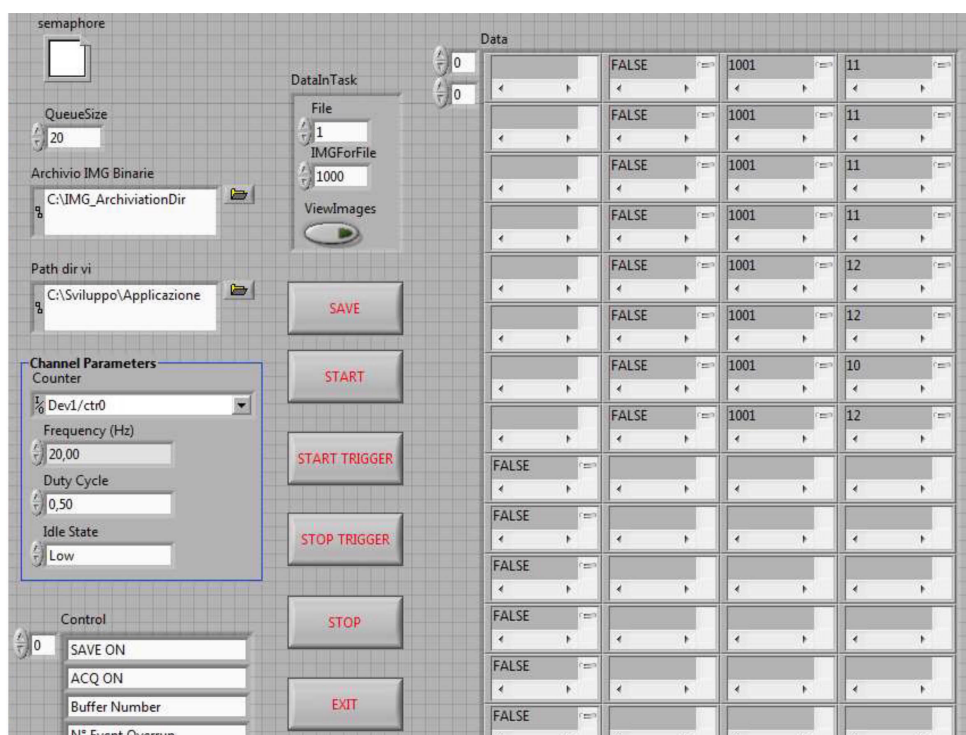 semaphore
QueueSize
20
Archivio IMG Binarie
C:\IMG_ArchiviationDir
Path dir vi
C:\Sviluppo\Applicazione
Channel Parameters
Counter
Dev1/ctr0
Frequency (Hz)
20,00
Duty Cycle
0,50
Idle State
Low
Control
0
SAVE ON
ACQ ON
Buffer Number
N° Event Overrun
DataInTask
File
1
IMGForFile
1000
ViewImages
SAVE
START
START TRIGGER
STOP TRIGGER
STOP
EXIT
Data
0
0
FALSE 1001 11
FALSE 1001 11
FALSE 1001 11
FALSE 1001 11
FALSE 1001 12
FALSE 1001 12
FALSE 1001 10
FALSE 1001 12
FALSE
FALSE
FALSE
FALSE
FALSE
FALSE